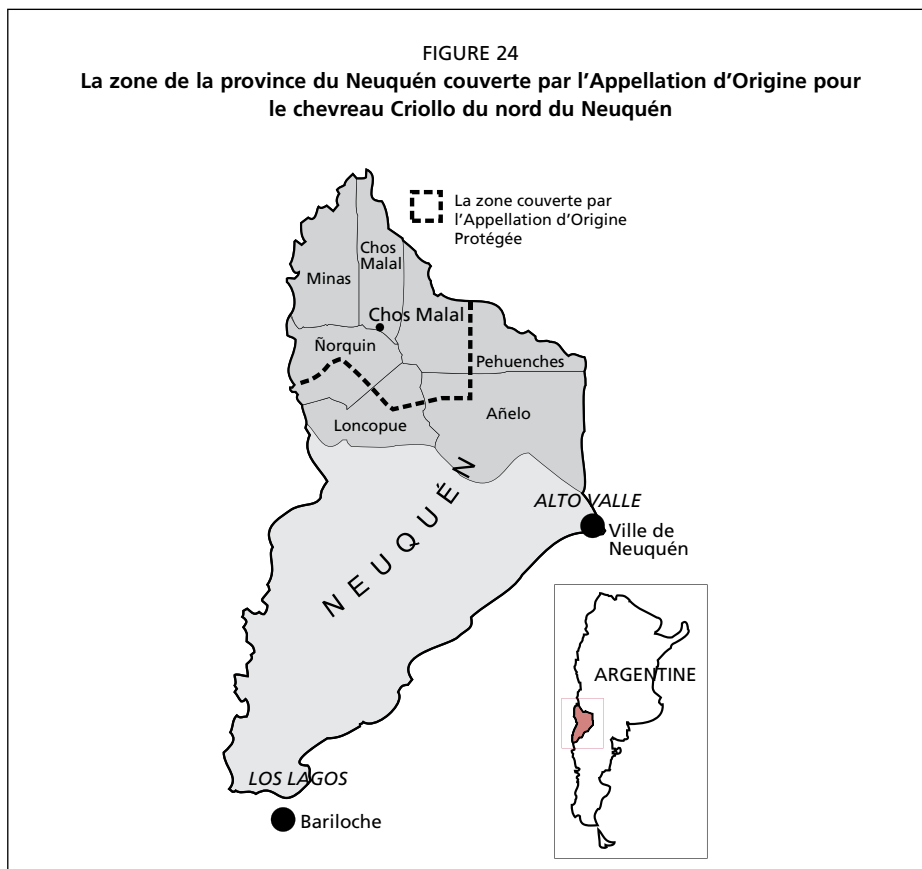 FIGURE 24
La zone de la province du Neuquén couverte par l’Appellation d’Origine pour
le chevreau Criollo du nord du Neuquén
La zone couverte par
l’Appellation d’Origine
Protégée
Chos
Malal
Minas
Chos Malal
Ñorquin
Pehuenches
Loncopue
Añelo
NEUQUÉN
ALTO VALLE
Ville de
Neuquén
ARGENTINE
LOS LAGOS
Bariloche